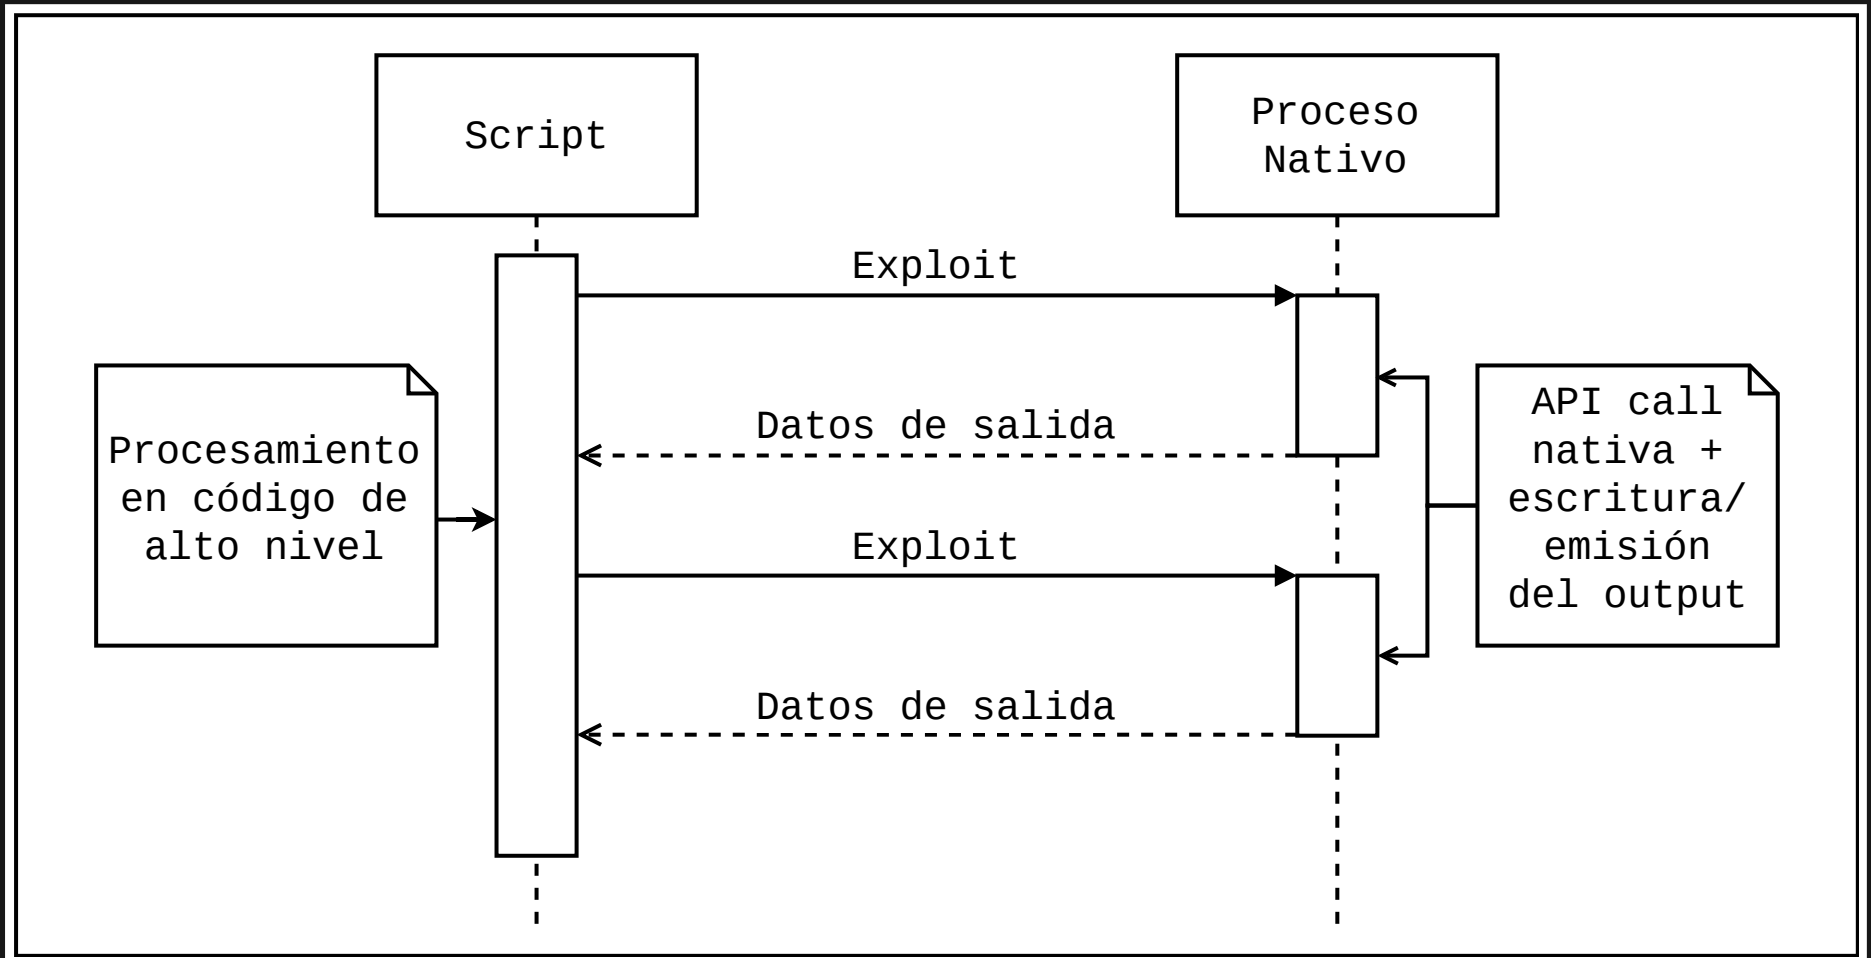 Script
Proceso
Nativo
Exploit
Datos de salida
Procesamiento
en código de
alto nivel
API call
nativa +
escritura/
emisión
del output
Exploit
Datos de salida